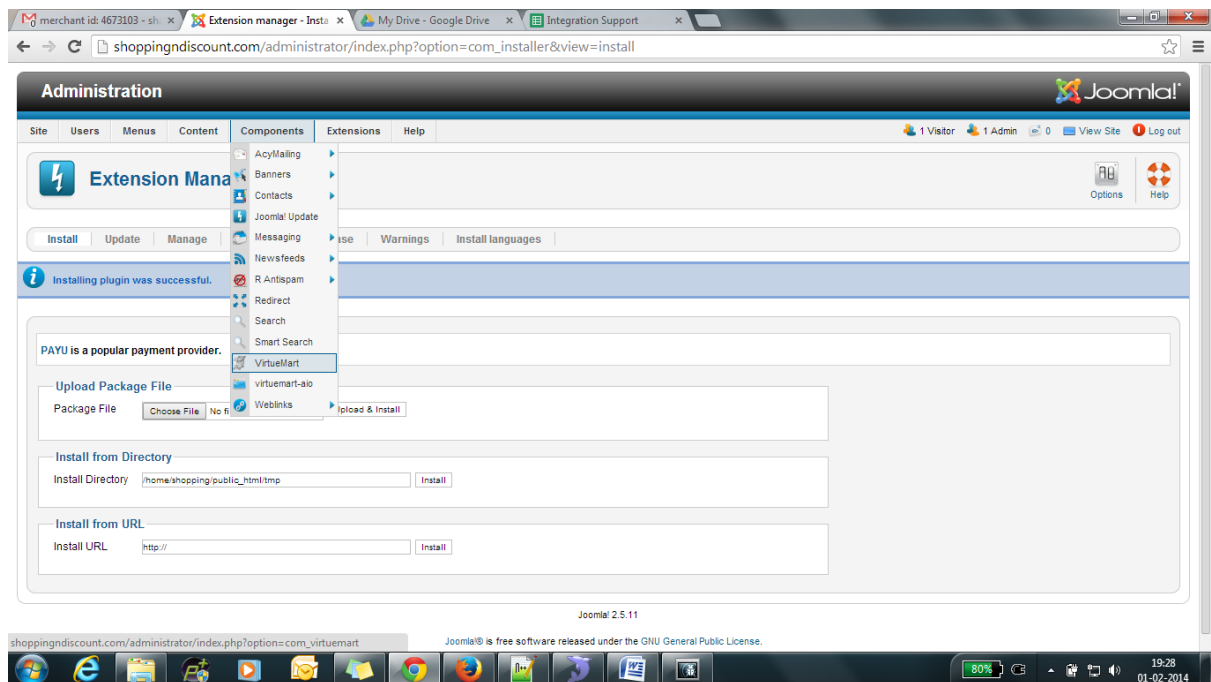 merchant id: 4673103 - sh
Extension manager - Insta
My Drive - Google Drive
Integration Support
shoppingndiscount.com/administrator/index.php?option=com_installer&view=install
Administration
Joomla!
Site Users Menus Content Components Extensions Help
1 Visitor 1 Admin 0 View Site Log out
AcyMailing
Banners
Contacts
Joomla! Update
Messaging
Newsfeeds
R Antispam
Redirect
Search
Smart Search
VirtueMart
virtuemart-aio
Weblinks
Extension Mana
Options Help
Install Update Manage Warnings Install languages
Installing plugin was successful.
PAYU is a popular payment provider.
Upload Package File
Package File Choose File No fi Upload & Install
Install from Directory
Install Directory /home/shopping/public_html/tmp Install
Install from URL
Install URL http:// Install
Joomla! 2.5.11
shoppingndiscount.com/administrator/index.php?option=com_virtuemart
Joomla!® is free software released under the GNU General Public License.
80%
19:28
01-02-2014